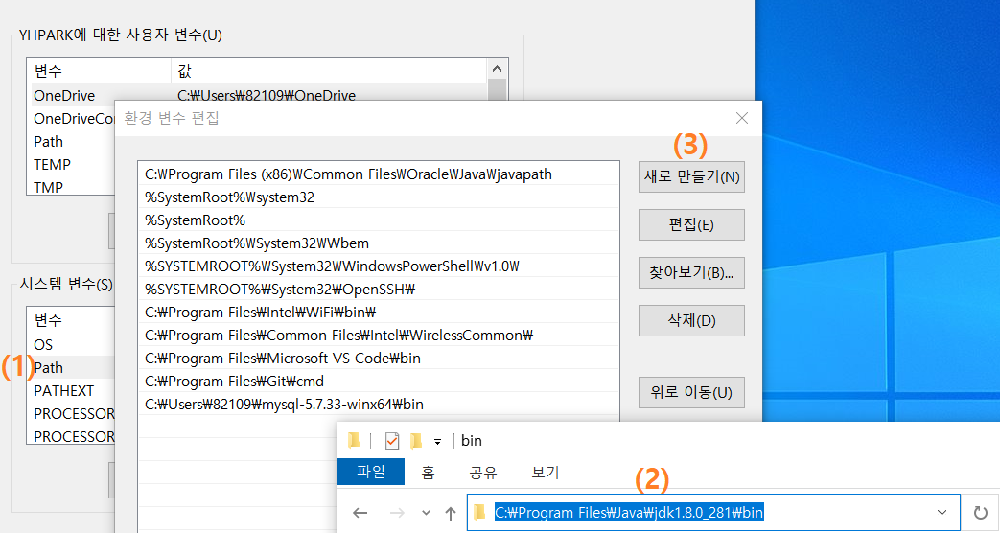 YHPARK에 대한 사용자 변수(U)
변수 값
OneDrive C:₩Users₩82109₩OneDrive
OneDriveCo
Path
TEMP
TMP
환경 변수 편집
(3)
C:₩Program Files (x86)₩Common Files₩Oracle₩Java₩javapath
%SystemRoot%₩system32
%SystemRoot%
%SystemRoot%₩System32₩Wbem
%SYSTEMROOT%₩System32₩WindowsPowerShell₩v1.0₩
%SYSTEMROOT%₩System32₩OpenSSH₩
C:₩Program Files₩Intel₩WiFi₩bin₩
C:₩Program Files₩Common Files₩Intel₩WirelessCommon₩
C:₩Program Files₩Microsoft VS Code₩bin
C:₩Program Files₩Git₩cmd
C:₩Users₩82109₩mysql-5.7.33-winx64₩bin
새로 만들기(N)
편집(E)
찾아보기(B)...
삭제(D)
위로 이동(U)
시스템 변수(S)
변수
OS
(1)
Path
PATHEXT
PROCESSOR
PROCESSOR
bin
파일 홈 공유 보기
(2)
C:₩Program Files₩Java₩jdk1.8.0_281₩bin